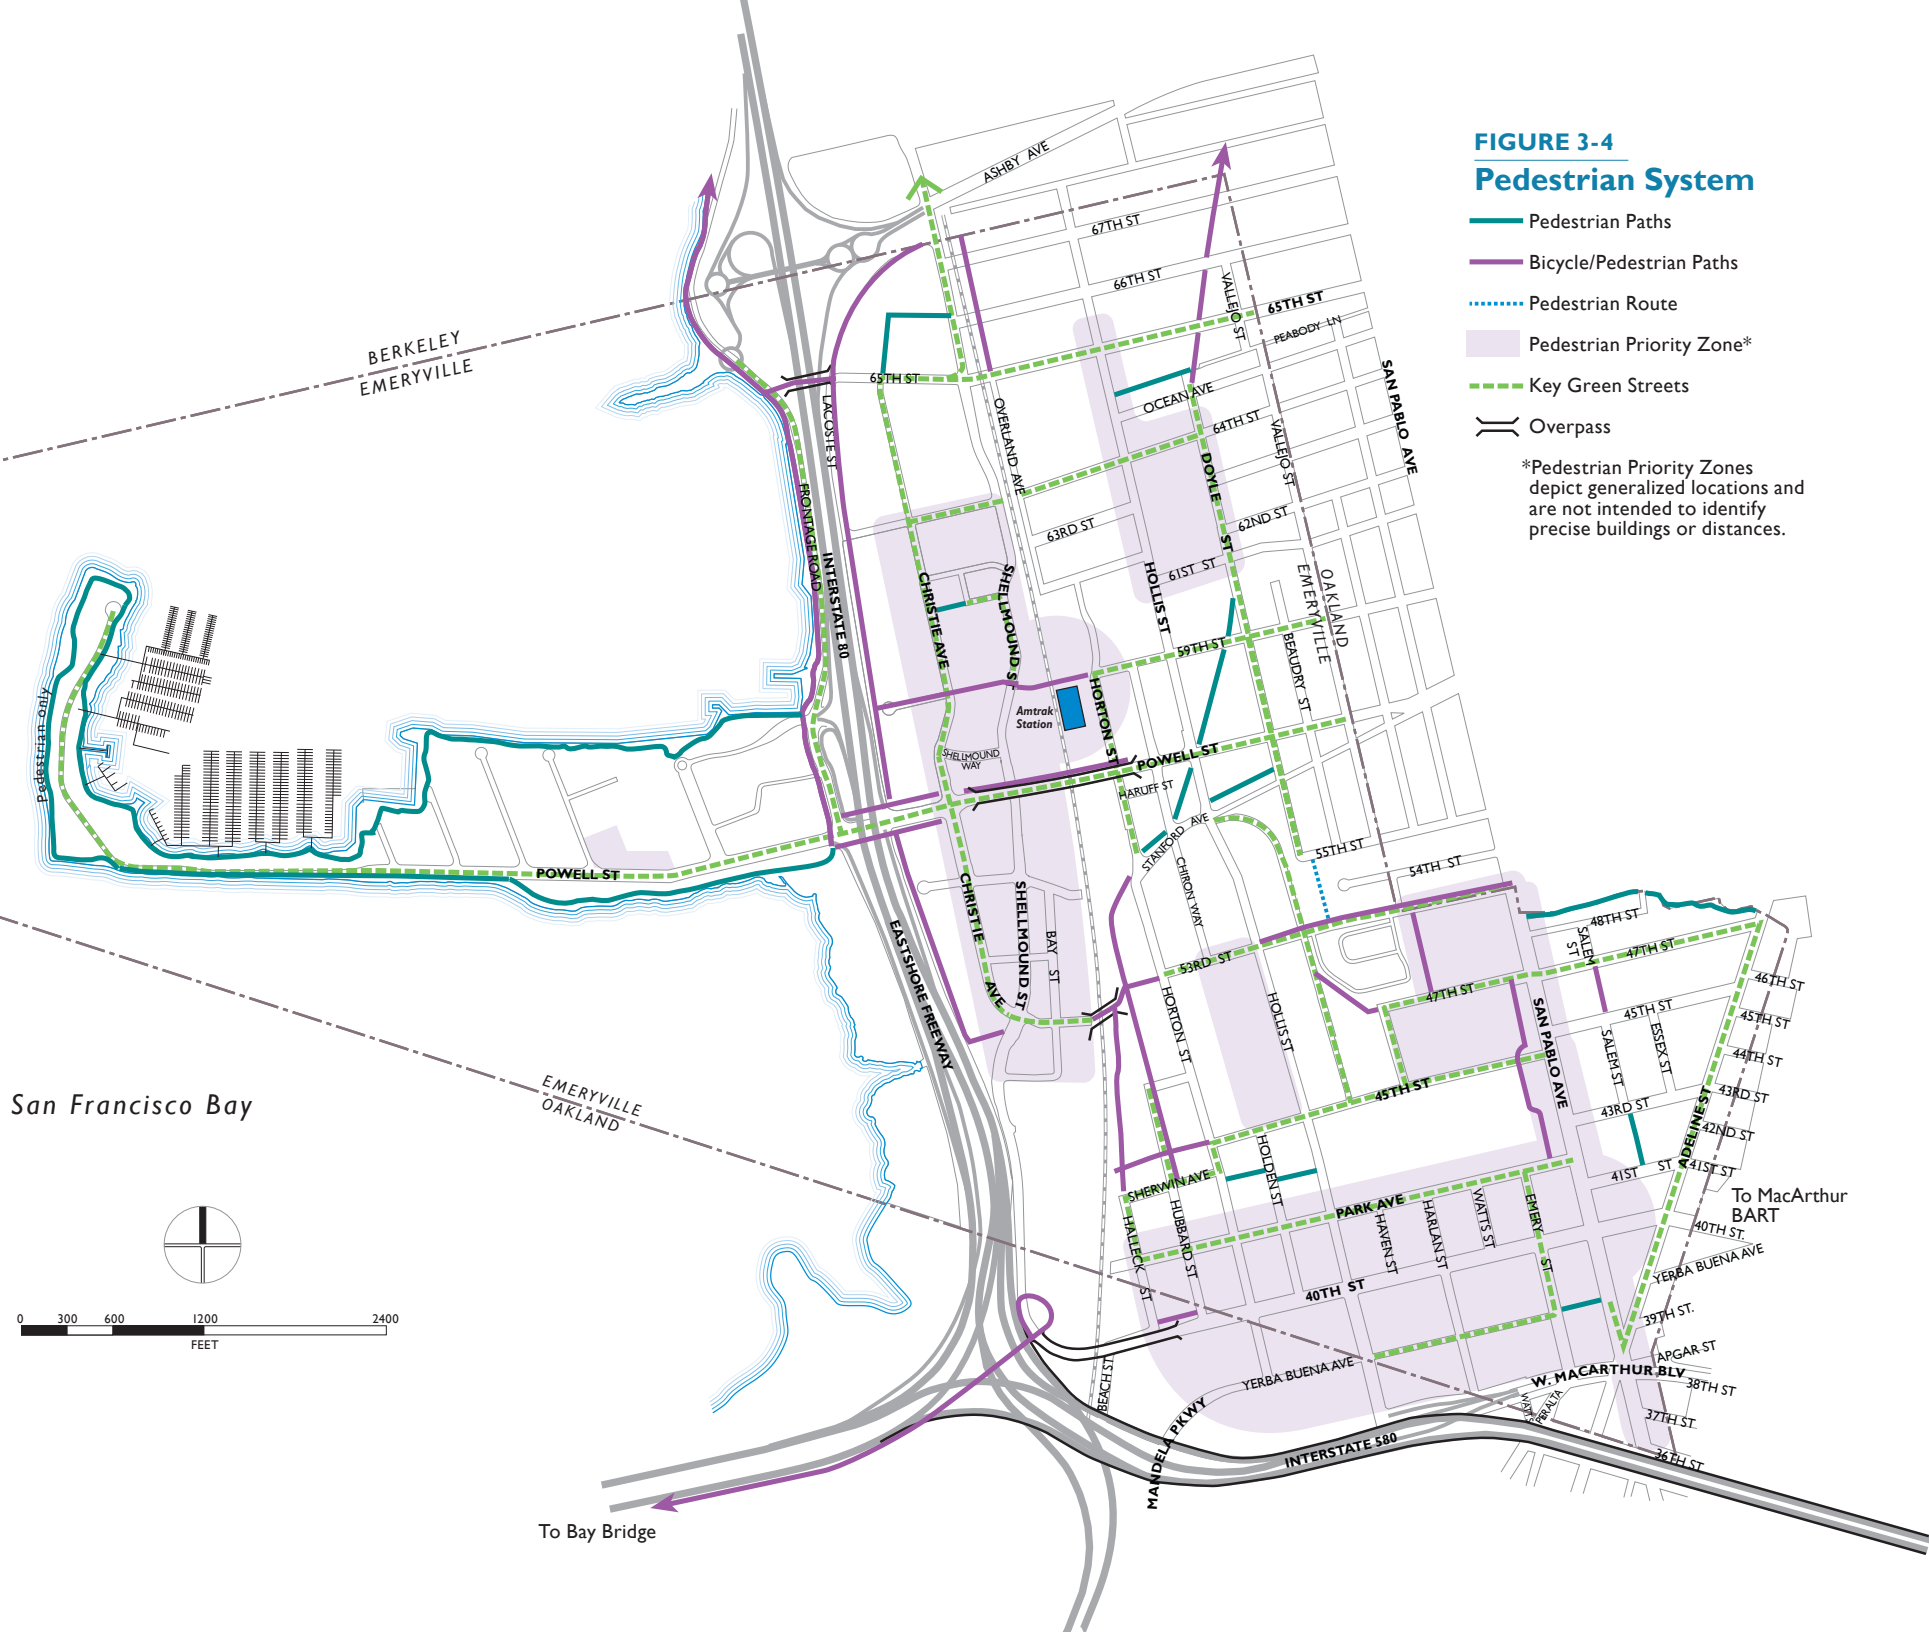 FIGURE 3-4
Pedestrian System
Pedestrian Paths
Bicycle/Pedestrian Paths
Pedestrian Route
Pedestrian Priority Zone*
Key Green Streets
Overpass
*Pedestrian Priority Zones
depict generalized locations and
are not intended to identify
precise buildings or distances.
ASHBY AVE
67TH ST
66TH ST
VALLEJO ST
65TH ST
PEABODY LN
BERKELEY
EMERYVILLE
65TH ST
LACOSTE ST
OVERLAND AVE
OCEAN AVE
64TH ST
VALLEJO ST
SAN PABLO AVE
DOYLE ST
62ND ST
63RD ST
61ST ST
HOLLIS ST
FRONTAGE ROAD
INTERSTATE 80
CHRISTIE AVE
SHELLMOUND ST
OAKLAND
EMERYVILLE
59TH ST
BEAUDRY ST
HORTON ST
Amtrak
Station
SHELLMOUND
WAY
POWELL ST
HARUFF ST
STANFORD AVE
CHIRON WAY
55TH ST
54TH ST
Pedestrian only
POWELL ST
CHRISTIE AVE
SHELLMOUND ST
BAY ST
EASTSHORE FREEWAY
53RD ST
HORTON ST
HOLLIS ST
48TH ST
SALEM ST
47TH ST
47TH ST
46TH ST
45TH ST
45TH ST
SAN PABLO AVE
SALEM ST
ESSEX ST
44TH ST
43RD ST
43RD ST
45TH ST
42ND ST
41ST ST
41ST ST
ADELINE ST
To MacArthur
BART
40TH ST.
YERBA BUENA AVE
39TH ST.
APGAR ST
38TH ST
37TH ST
36TH ST
San Francisco Bay
EMERYVILLE
OAKLAND
HOLDEN ST
SHERWIN AVE
PARK AVE
HALLECK ST
HUBBARD ST
HAVEN ST
HARLAN ST
WATTS ST
EMERY ST
40TH ST
YERBA BUENA AVE
W. MACARTHUR BLV
WATTS
PERALTA
BEACH ST
MANDELA PKWY
INTERSTATE 580
0 300 600 1200 2400
FEET
To Bay Bridge